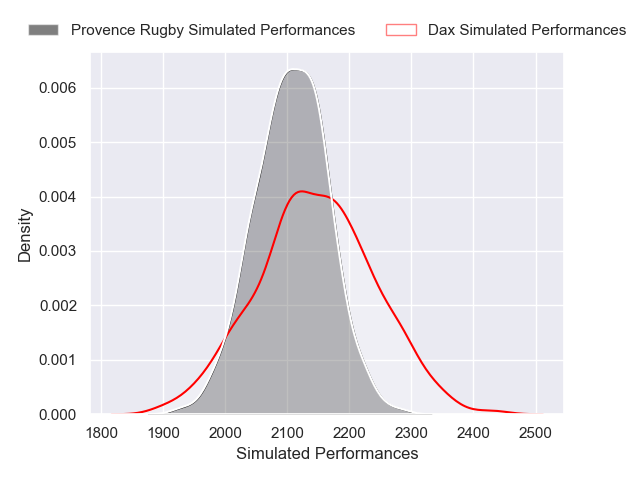 Provence Rugby Simulated Performances Dax Simulated Performances
0.006
0.005
0.004
0.003
0.002
0.001
0.000
Density
1800 1900 2000 2100 2200 2300 2400 2500
Simulated Performances